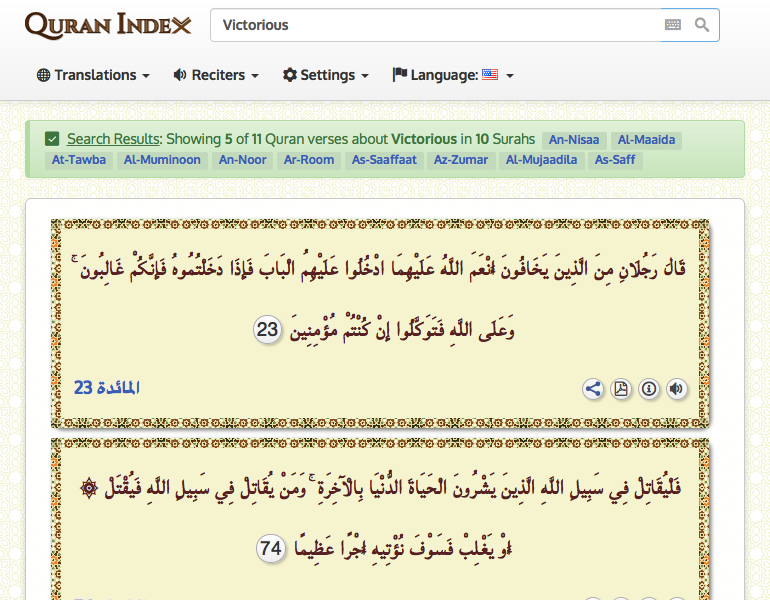 QURAN INDEX
Victorious
Translations
Reciters
Settings
Language:
Search Results: Showing 5 of 11 Quran verses about Victorious in 10 Surahs An-Nisaa Al-Maaida
At-Tawba Al-Muminoon An-Noor Ar-Room As-Saaffaat Az-Zumar Al-Mujaadila As-Saff
قَالَ رَجُلَانِ مِنَ الَّذِينَ يَخَافُونَ أَنْعَمَ اللَّهُ عَلَيْهِمَا ادْخُلُوا عَلَيْهِمُ الْبَابَ فَإِذَا دَخَلْتُمُوهُ فَإِنَّكُمْ غَالِبُونَ ۚ
وَعَلَى اللَّهِ فَتَوَكَّلُوا إِنْ كُنْتُمْ مُؤْمِنِينَ 23
المائدة 23
فَلْيُقَاتِلْ فِي سَبِيلِ اللَّهِ الَّذِينَ يَشْرُونَ الْحَيَاةَ الدُّنْيَا بِالْآخِرَةِ ۚ وَمَنْ يُقَاتِلْ فِي سَبِيلِ اللَّهِ فَيُقْتَلْ ۞
أَوْ يَغْلِبْ فَسَوْفَ نُؤْتِيهِ أَجْرًا عَظِيمًا 74